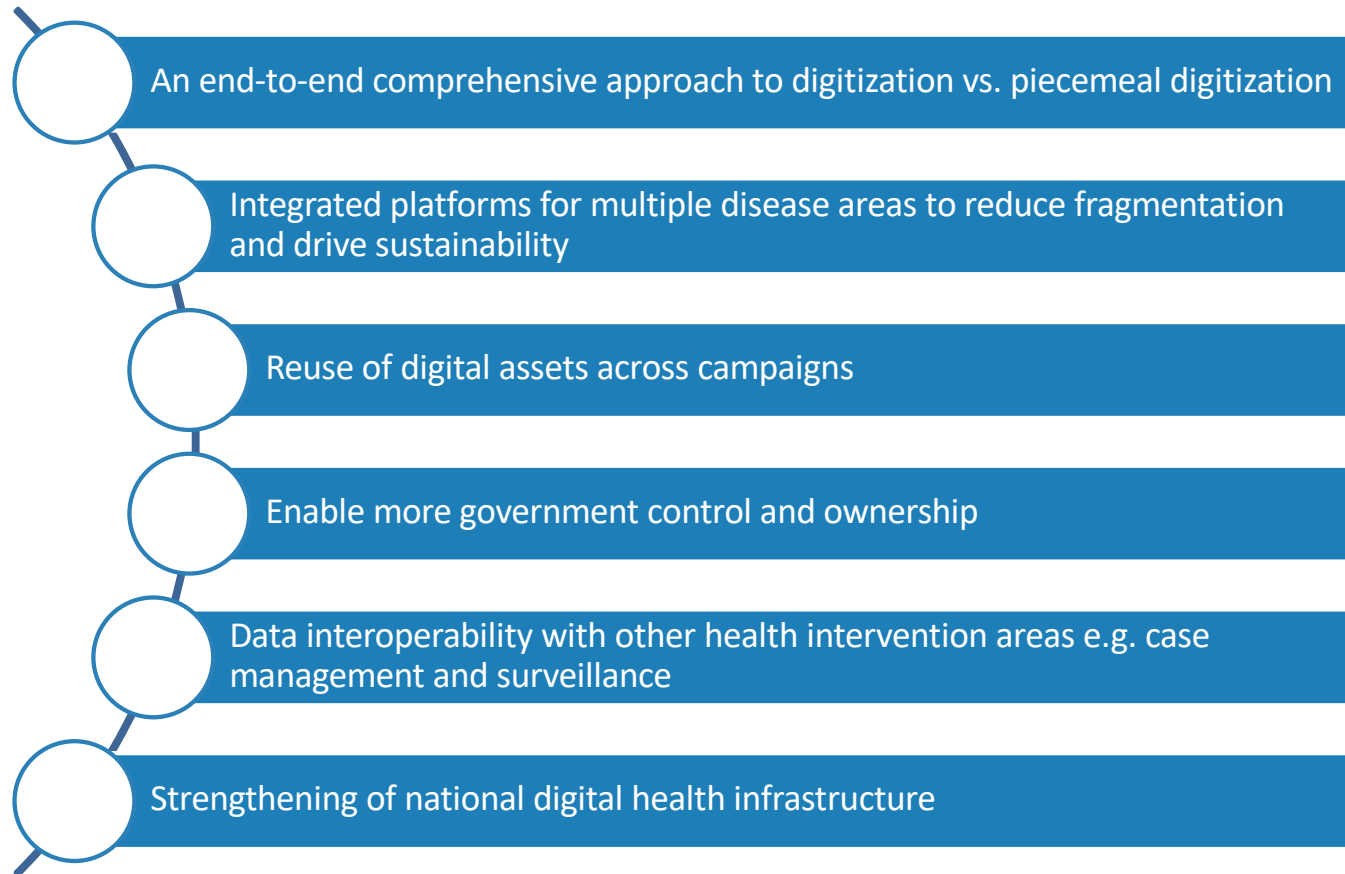 An end-to-end comprehensive approach to digitization vs. piecemeal digitization
Integrated platforms for multiple disease areas to reduce fragmentation
and drive sustainability
Reuse of digital assets across campaigns
Enable more government control and ownership
Data interoperability with other health intervention areas e.g. case
management and surveillance
Strengthening of national digital health infrastructure